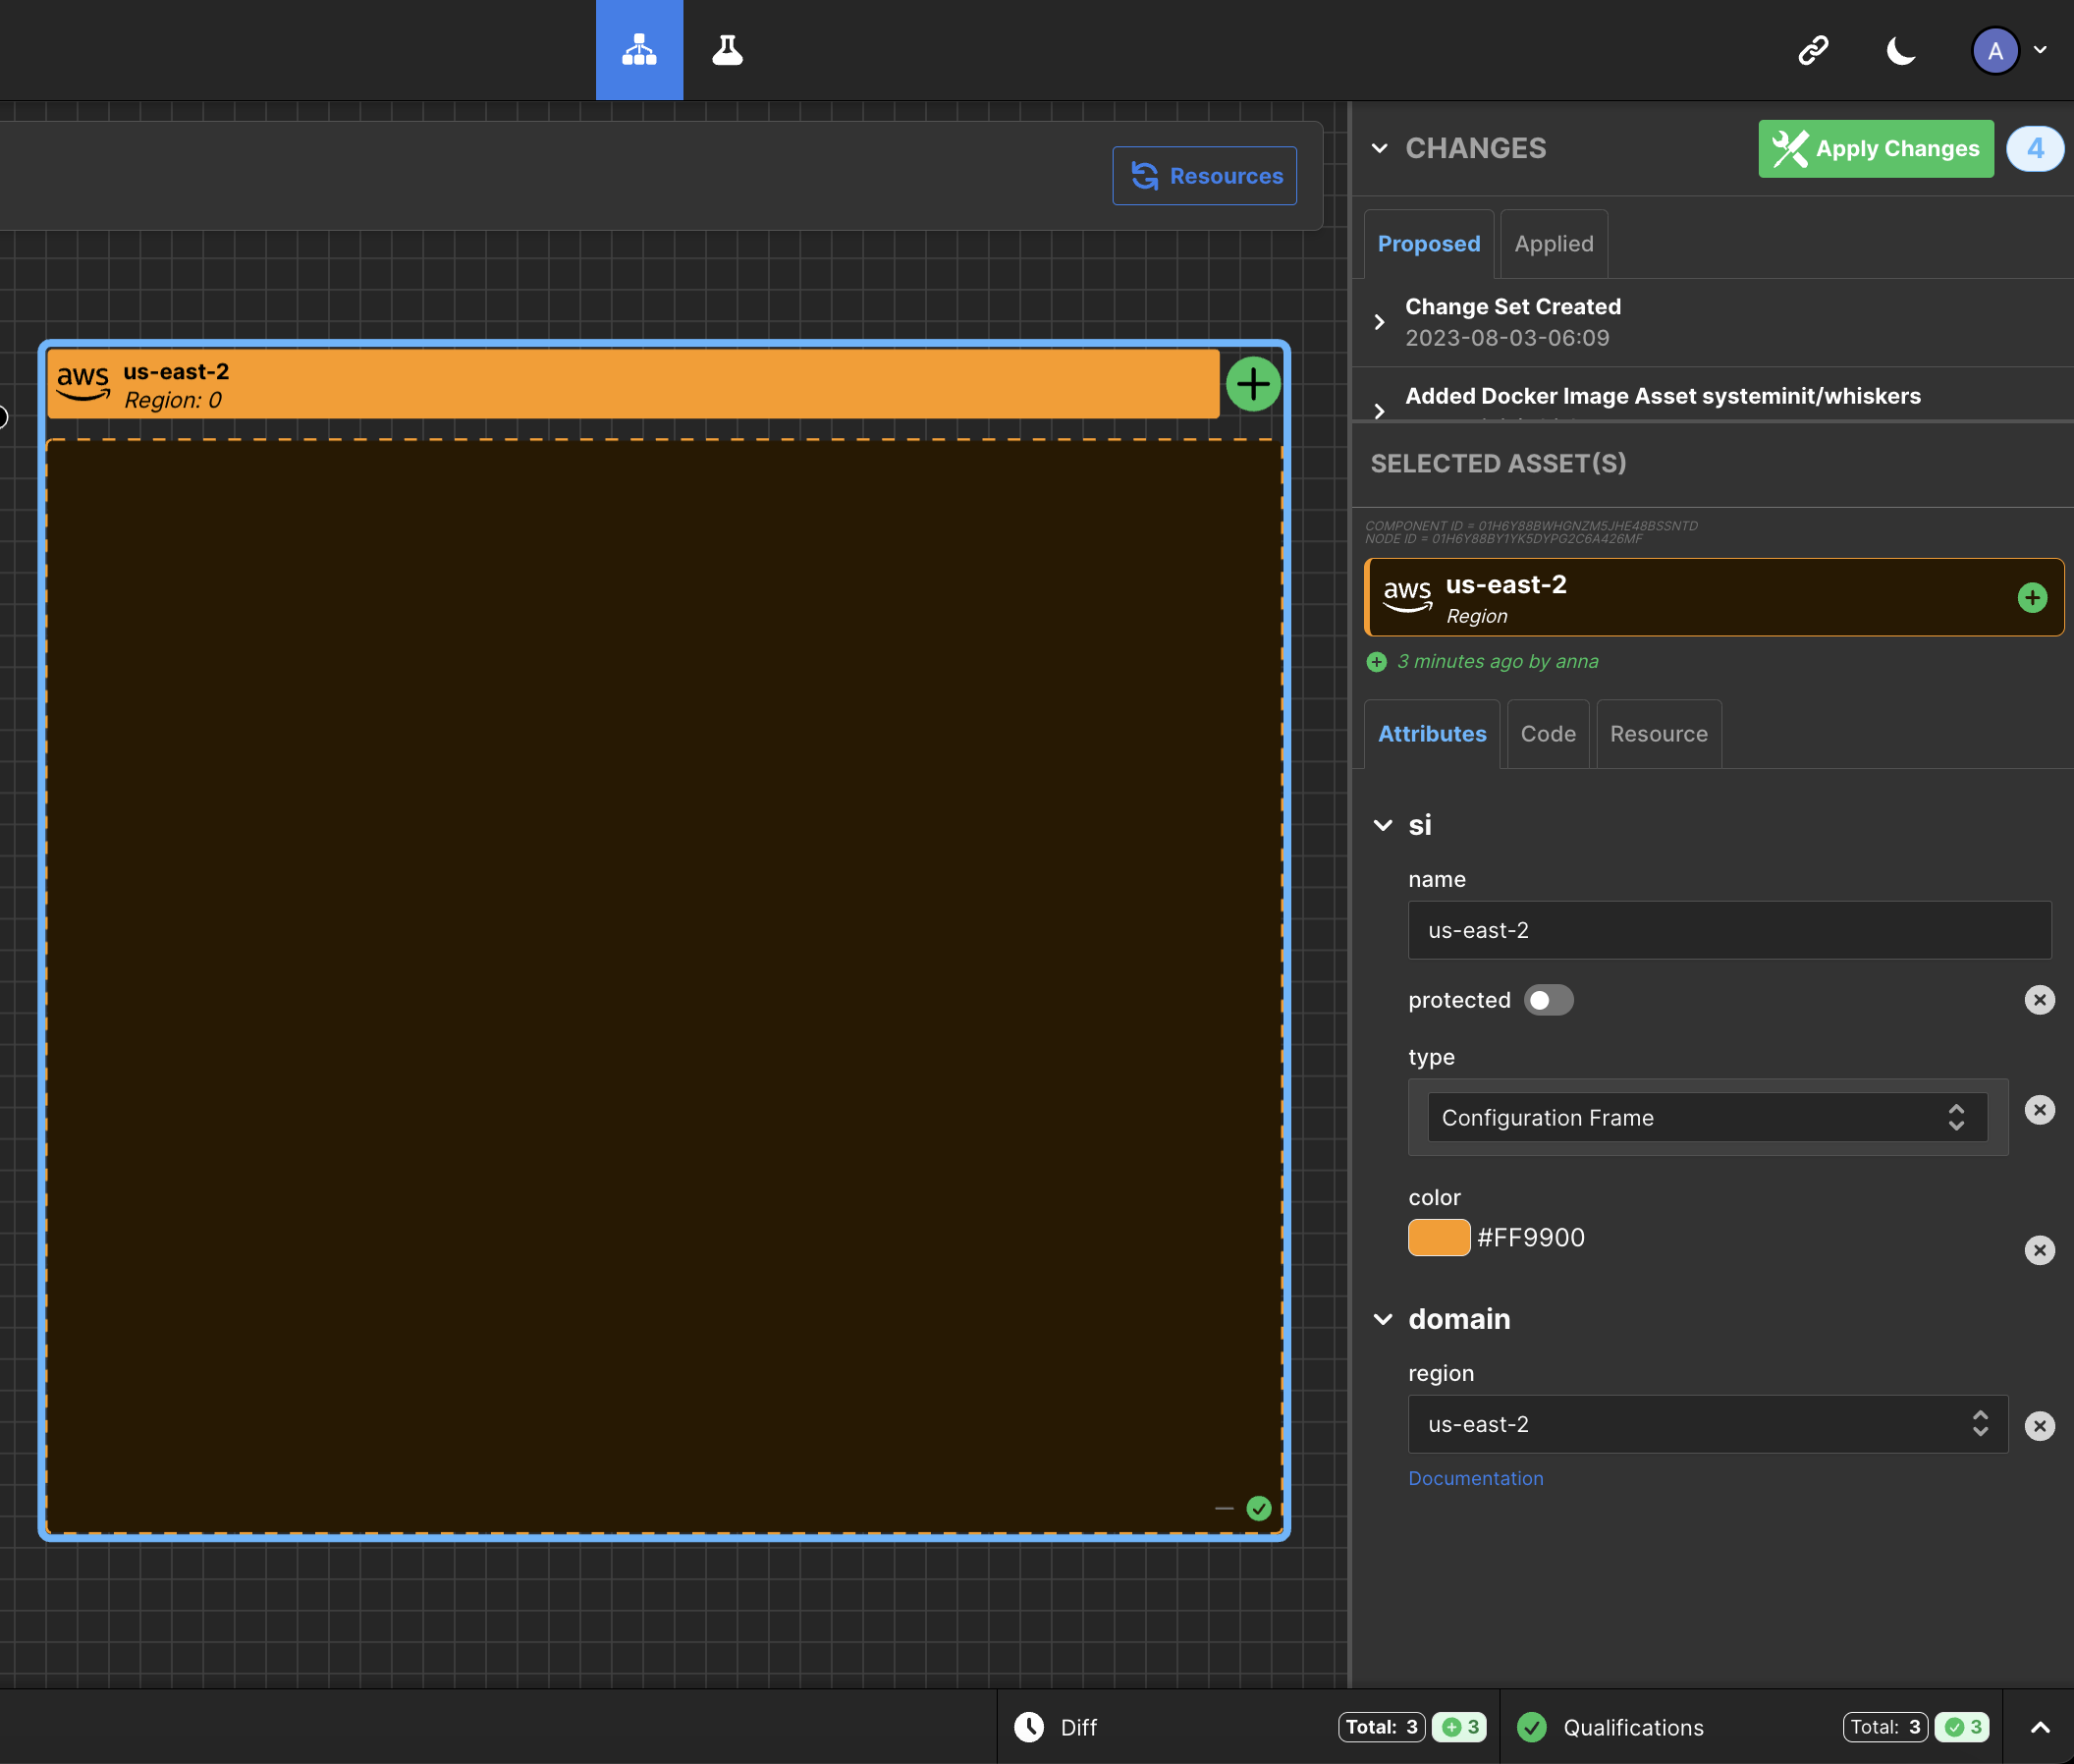 A
Resources
CHANGES
Apply Changes
4
Proposed
Applied
Change Set Created
2023-08-03-06:09
Added Docker Image Asset systeminit/whiskers
aws
us-east-2
Region: 0
SELECTED ASSET(S)
COMPONENT ID = 01H6Y88BWHGNZM5JHE48BSSNTD
NODE ID = 01H6Y88BY1YK5DYPG2C6A426MF
aws
us-east-2
Region
3 minutes ago by anna
Attributes
Code
Resource
si
name
us-east-2
protected
type
Configuration Frame
color
#FF9900
domain
region
us-east-2
Documentation
Diff
Total: 3
3
Qualifications
Total: 3
3